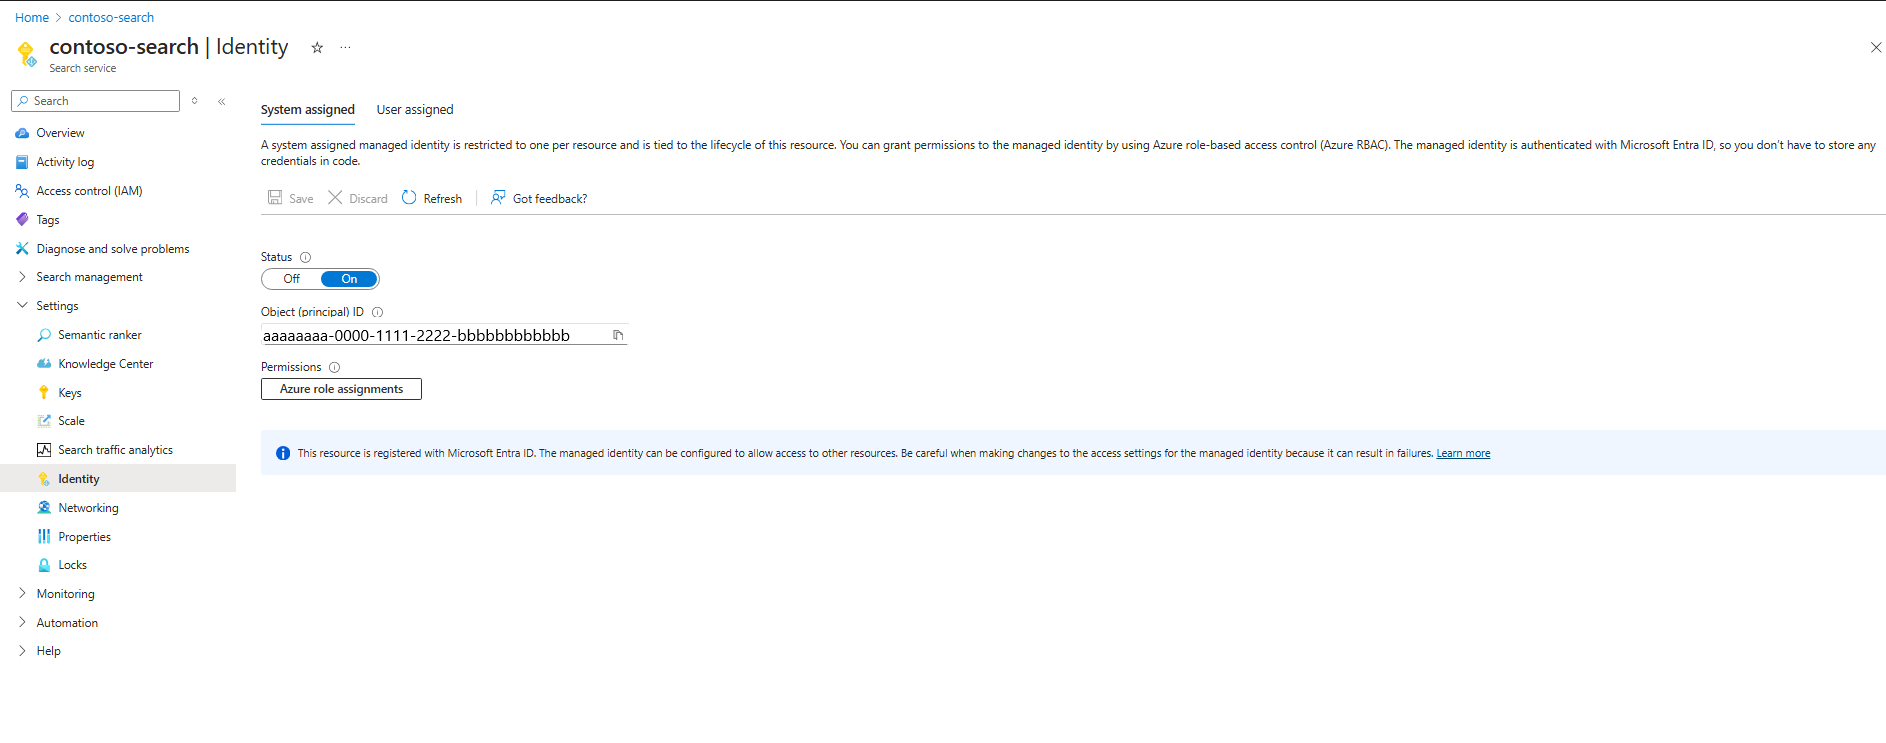 Home > contoso-search
contoso-search | Identity
Search service
Search
Overview
Activity log
Access control (IAM)
Tags
Diagnose and solve problems
Search management
Settings
Semantic ranker
Knowledge Center
Keys
Scale
Search traffic analytics
Identity
Networking
Properties
Locks
Monitoring
Automation
Help
System assigned User assigned
A system assigned managed identity is restricted to one per resource and is tied to the lifecycle of this resource. You can grant permissions to the managed identity by using Azure role-based access control (Azure RBAC). The managed identity is authenticated with Microsoft Entra ID, so you don't have to store any
credentials in code.
Save Discard Refresh Got feedback?
Status
Off On
Object (principal) ID
aaaaaaaa-0000-1111-2222-bbbbbbbbbbbb
Permissions
Azure role assignments
This resource is registered with Microsoft Entra ID. The managed identity can be configured to allow access to other resources. Be careful when making changes to the access settings for the managed identity because it can result in failures. Learn more